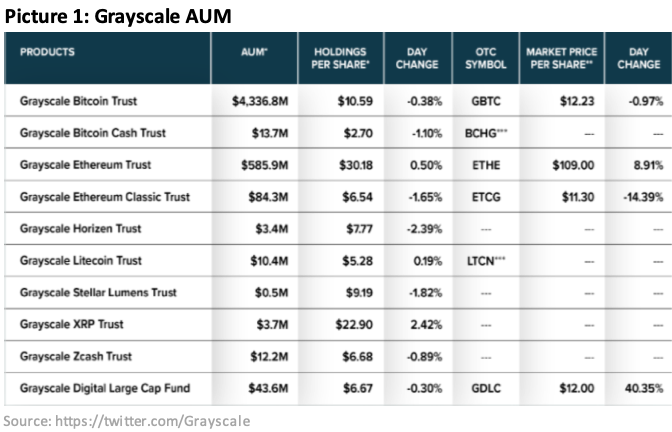 Picture 1: Grayscale AUM
PRODUCTS AUM* HOLDINGS PER SHARE* DAY CHANGE OTC SYMBOL MARKET PRICE PER SHARE** DAY CHANGE
Grayscale Bitcoin Trust $4,336.8M $10.59 -0.38% GBTC $12.23 -0.97%
Grayscale Bitcoin Cash Trust $13.7M $2.70 -1.10% BCHG*** --- ---
Grayscale Ethereum Trust $585.9M $30.18 0.50% ETHE $109.00 8.91%
Grayscale Ethereum Classic Trust $84.3M $6.54 -1.65% ETCG $11.30 -14.39%
Grayscale Horizen Trust $3.4M $7.77 -2.39% --- --- ---
Grayscale Litecoin Trust $10.4M $5.28 0.19% LTCN*** --- ---
Grayscale Stellar Lumens Trust $0.5M $9.19 -1.82% --- --- ---
Grayscale XRP Trust $3.7M $22.90 2.42% --- --- ---
Grayscale Zcash Trust $12.2M $6.68 -0.89% --- --- ---
Grayscale Digital Large Cap Fund $43.6M $6.67 -0.30% GDLC $12.00 40.35%
Source: https://twitter.com/Grayscale